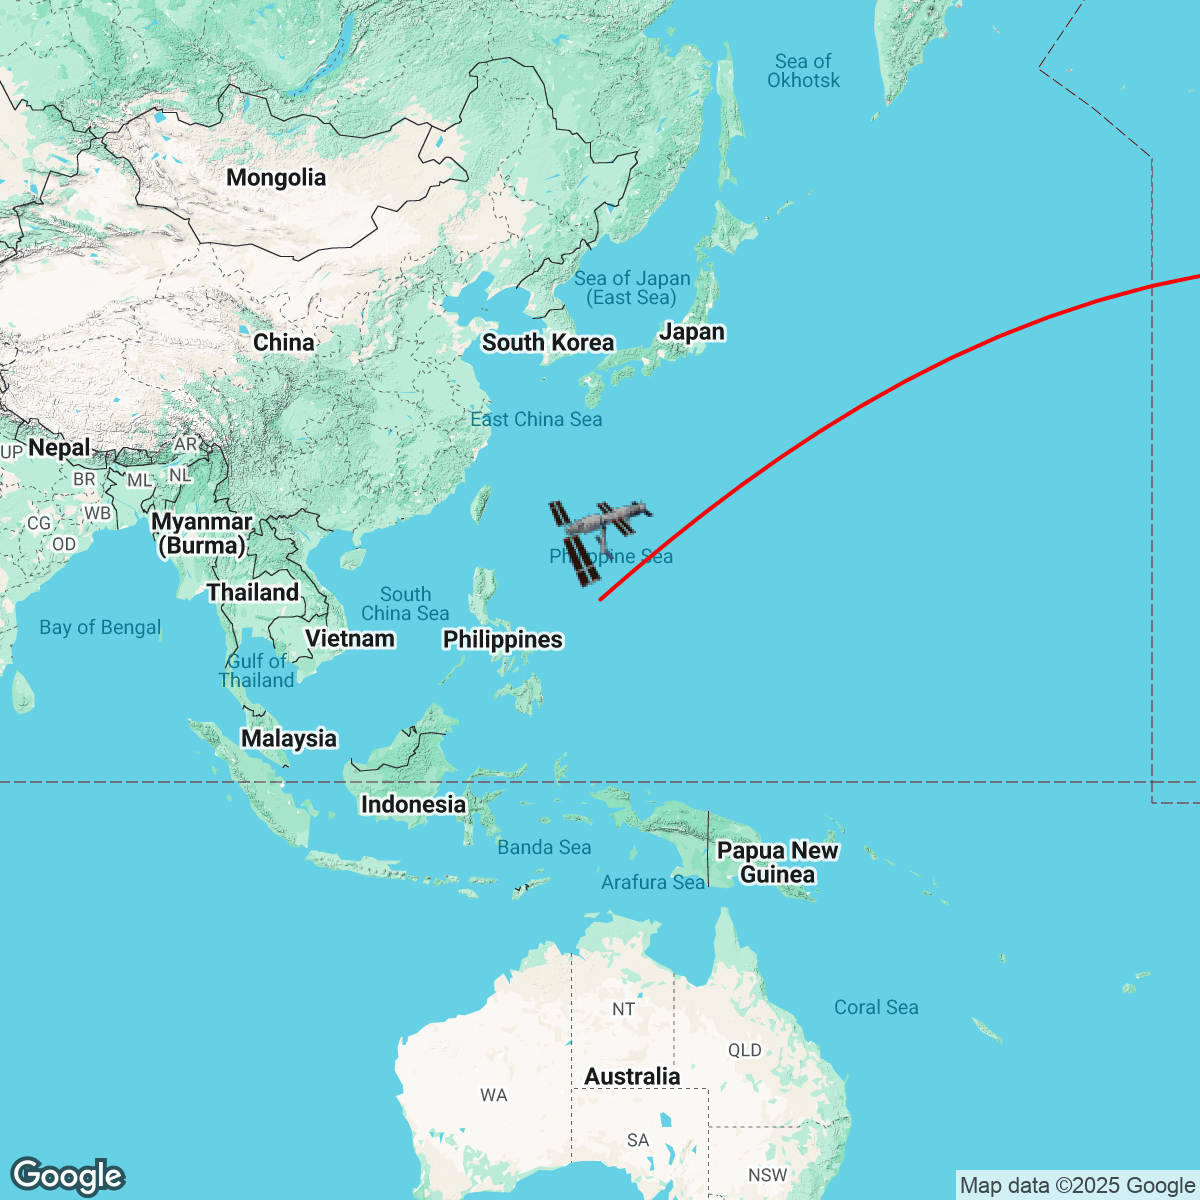 Sea of
Okhotsk
Mongolia
Sea of Japan
(East Sea)
Japan
South Korea
China
East China Sea
Nepal
AR
UP
BR
ML
NL
WB
CG
OD
Myanmar
(Burma)
Philippine Sea
Thailand
South
China Sea
Bay of Bengal
Vietnam
Philippines
Gulf of
Thailand
Malaysia
Indonesia
Banda Sea
Papua New
Guinea
Arafura Sea
NT
Coral Sea
QLD
Australia
WA
SA
NSW
Google
Map data ©2025 Google